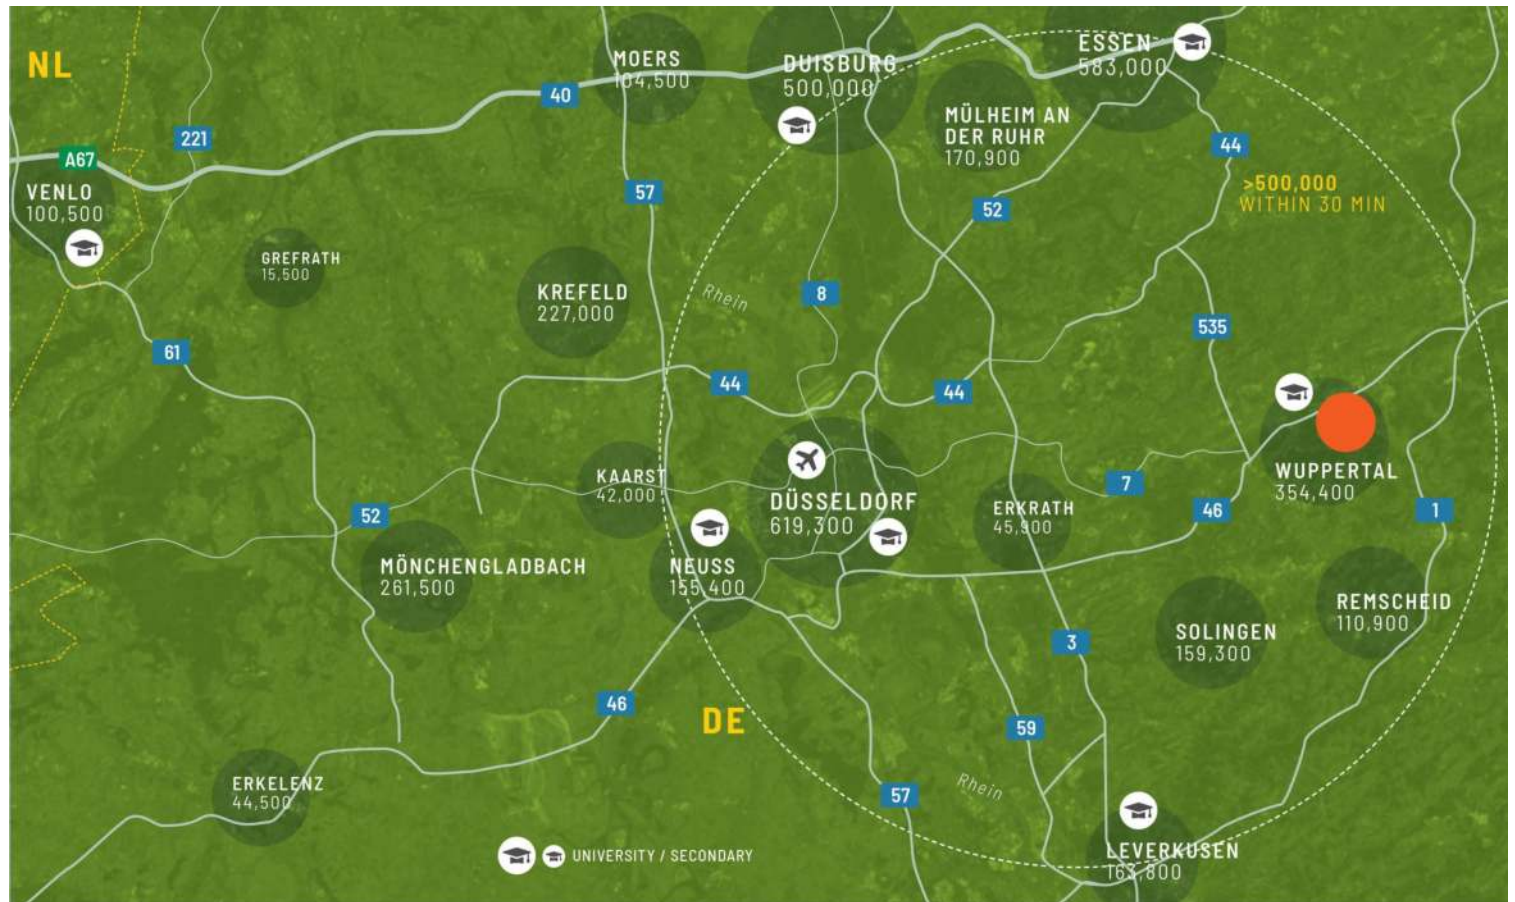 NL
MOERS
104,500
DUISBURG
500,000
ESSEN
583,000
40
221
A67
VENLO
100,500
MÜLHEIM AN
DER RUHR
170,900
44
>500,000
WITHIN 30 MIN
57
52
GREFRATH
15,500
KREFELD
227,000
Rhein
8
535
61
44
44
KAARST
42,000
DÜSSELDORF
619,300
ERKRATH
45,900
7
46
WUPPERTAL
354,400
1
52
MÖNCHENGLADBACH
261,500
NEUSS
155,400
REMSCHEID
110,900
SOLINGEN
159,300
3
46
DE
59
ERKELENZ
44,500
57
Rhein
LEVERKUSEN
163,800
UNIVERSITY / SECONDARY